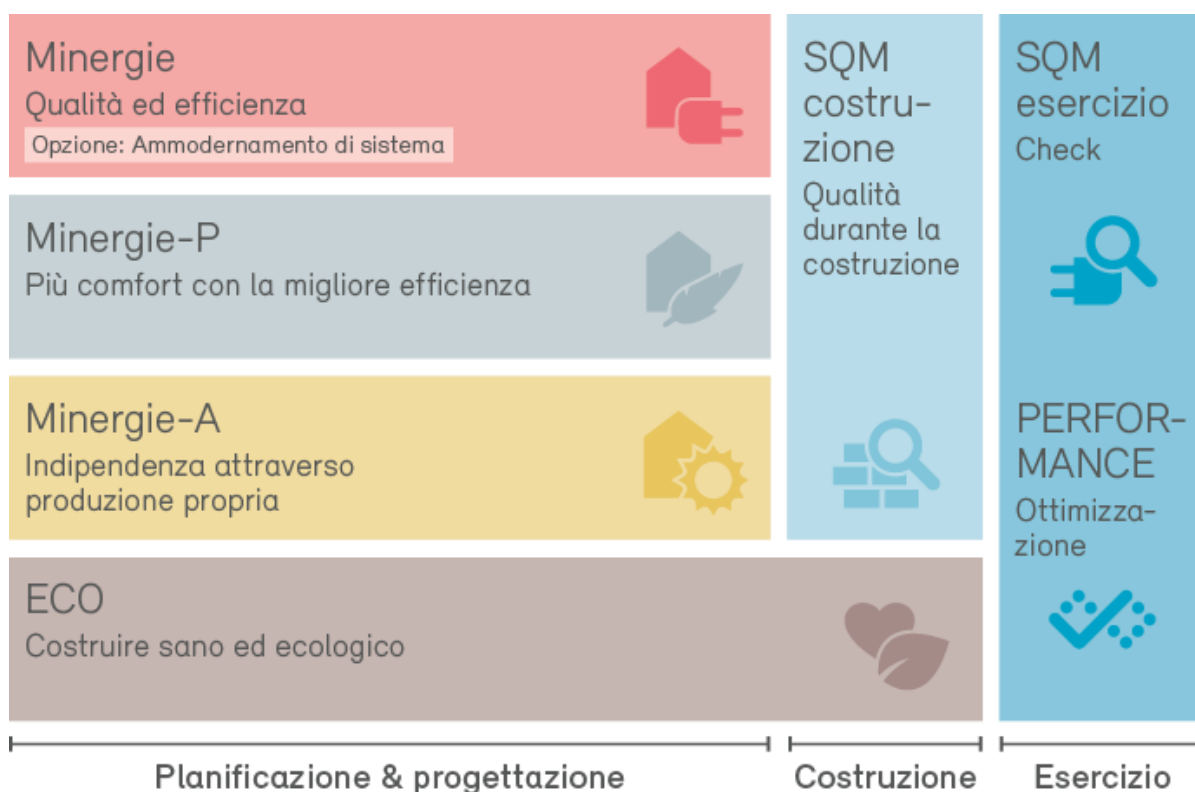 Minergie
Qualità ed efficienza
Opzione: Ammodernamento di sistema
Minergie-P
Più comfort con la migliore efficienza
Minergie-A
Indipendenza attraverso
produzione propria
ECO
Costruire sano ed ecologico
SQM
costru-
zione
Qualità
durante la
costruzione
SQM
esercizio
Check
PERFOR-
MANCE
Ottimizza-
zione
Planificazione & progettazione
Costruzione
Esercizio